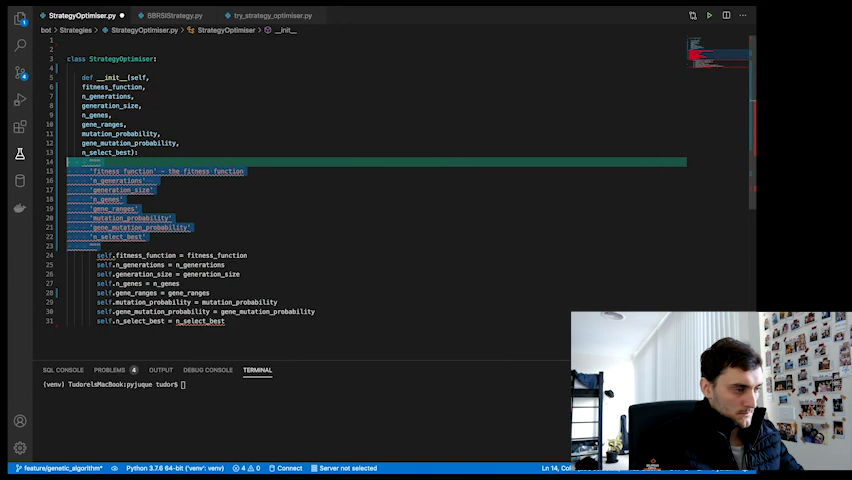 StrategyOptimiser.py
BBRSIStrategy.py
try_strategy_optimiser.py
bot > Strategies > StrategyOptimiser.py > StrategyOptimiser > __init__
1
2
3 class StrategyOptimiser:
4
5 def __init__(self,
6 fitness_function,
7 n_generations,
8 generation_size,
9 n_genes,
10 gene_ranges,
11 mutation_probability,
12 gene_mutation_probability,
13 n_select_best):
14 """
15 'fitness_function' - the fitness function
16 'n_generations'
17 'generation_size'
18 'n_genes'
19 'gene_ranges'
20 'mutation_probability'
21 'gene_mutation_probability'
22 'n_select_best'
23 """
24 self.fitness_function = fitness_function
25 self.n_generations = n_generations
26 self.generation_size = generation_size
27 self.n_genes = n_genes
28 self.gene_ranges = gene_ranges
29 self.mutation_probability = mutation_probability
30 self.gene_mutation_probability = gene_mutation_probability
31 self.n_select_best = n_select_best
SQL CONSOLE PROBLEMS 4 OUTPUT DEBUG CONSOLE TERMINAL
(venv) TudorelsMacBook:pyjuque tudor$
feature/genetic_algorithm* Python 3.7.6 64-bit ('venv': venv) 4 0 Connect Server not selected Ln 14,